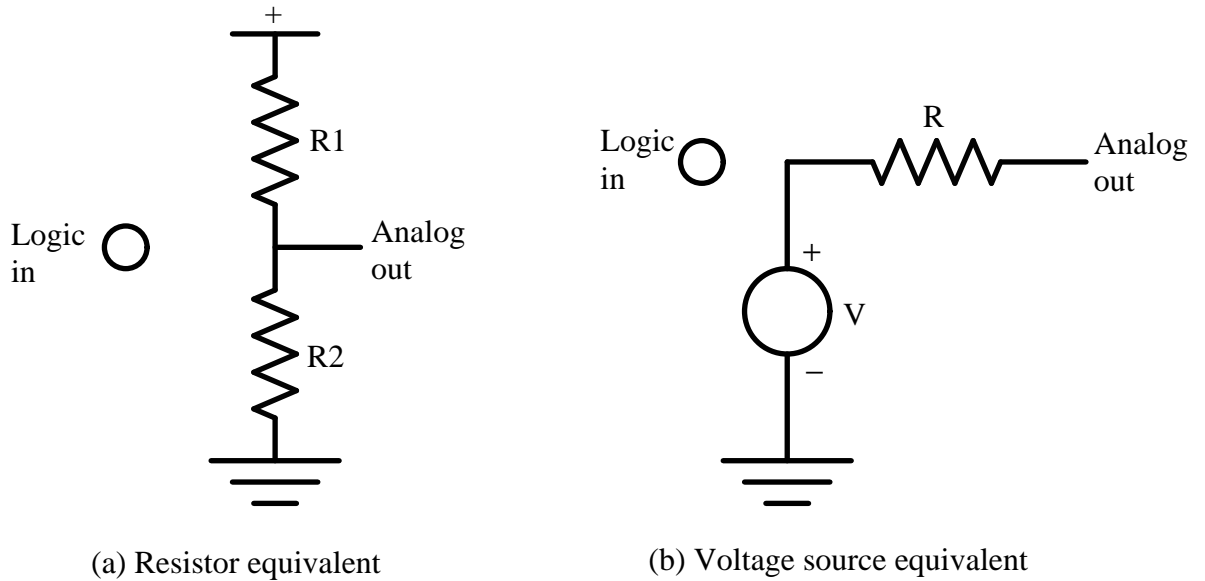 +
R1
Logic
in
Analog
out
R2
(a) Resistor equivalent
R
Logic
in
Analog
out
+
V
−
(b) Voltage source equivalent